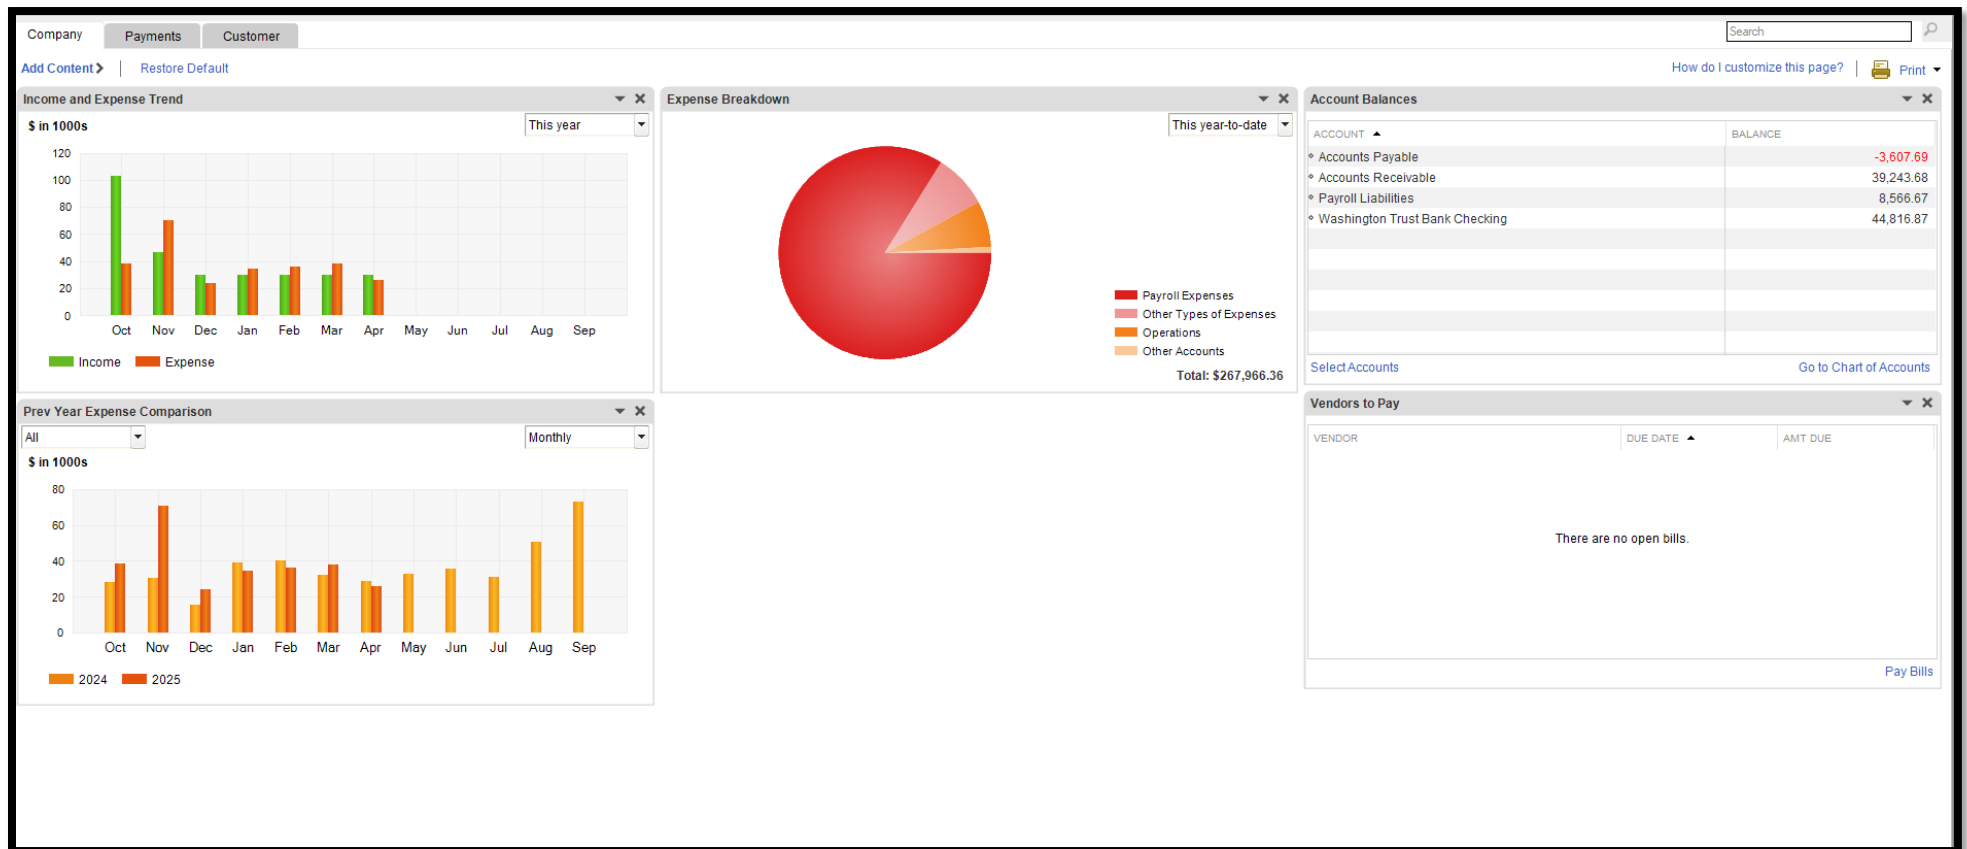 Company Payments Customer
Search
Add Content Restore Default
How do I customize this page? Print
Income and Expense Trend
$ in 1000s
This year
120
100
80
60
40
20
0
Oct Nov Dec Jan Feb Mar Apr May Jun Jul Aug Sep
Income Expense
Expense Breakdown
This year-to-date
Payroll Expenses
Other Types of Expenses
Operations
Other Accounts
Total: $267,966.36
Account Balances
ACCOUNT BALANCE
Accounts Payable -3,607.69
Accounts Receivable 39,243.68
Payroll Liabilities 8,566.67
Washington Trust Bank Checking 44,816.87
Select Accounts Go to Chart of Accounts
Prev Year Expense Comparison
All Monthly
$ in 1000s
80
60
40
20
0
Oct Nov Dec Jan Feb Mar Apr May Jun Jul Aug Sep
2024 2025
Vendors to Pay
VENDOR DUE DATE AMT DUE
There are no open bills.
Pay Bills